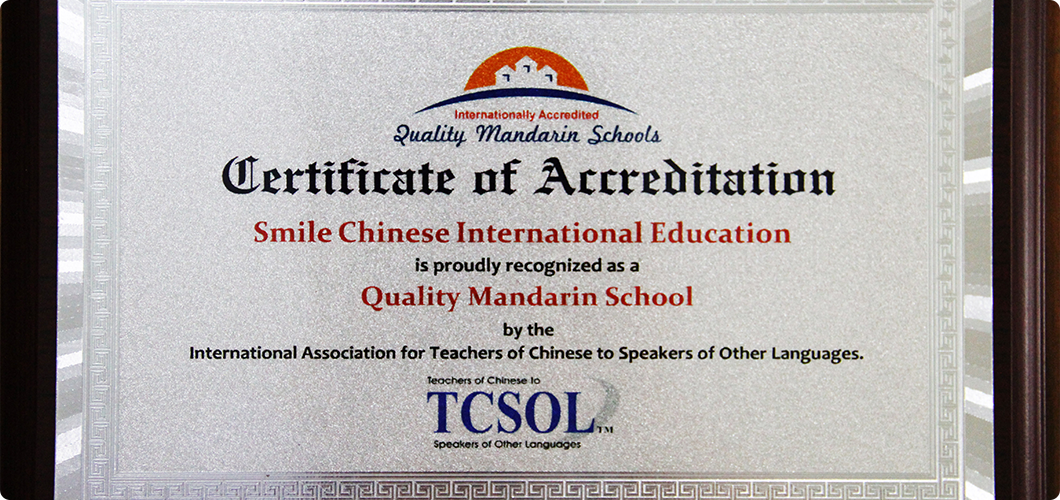 Internationally Accredited
Quality Mandarin Schools
Certificate of Accreditation
Smile Chinese International Education
is proudly recognized as a
Quality Mandarin School
by the
International Association for Teachers of Chinese to Speakers of Other Languages.
Teachers of Chinese to
TCSOL TM
Speakers of Other Languages